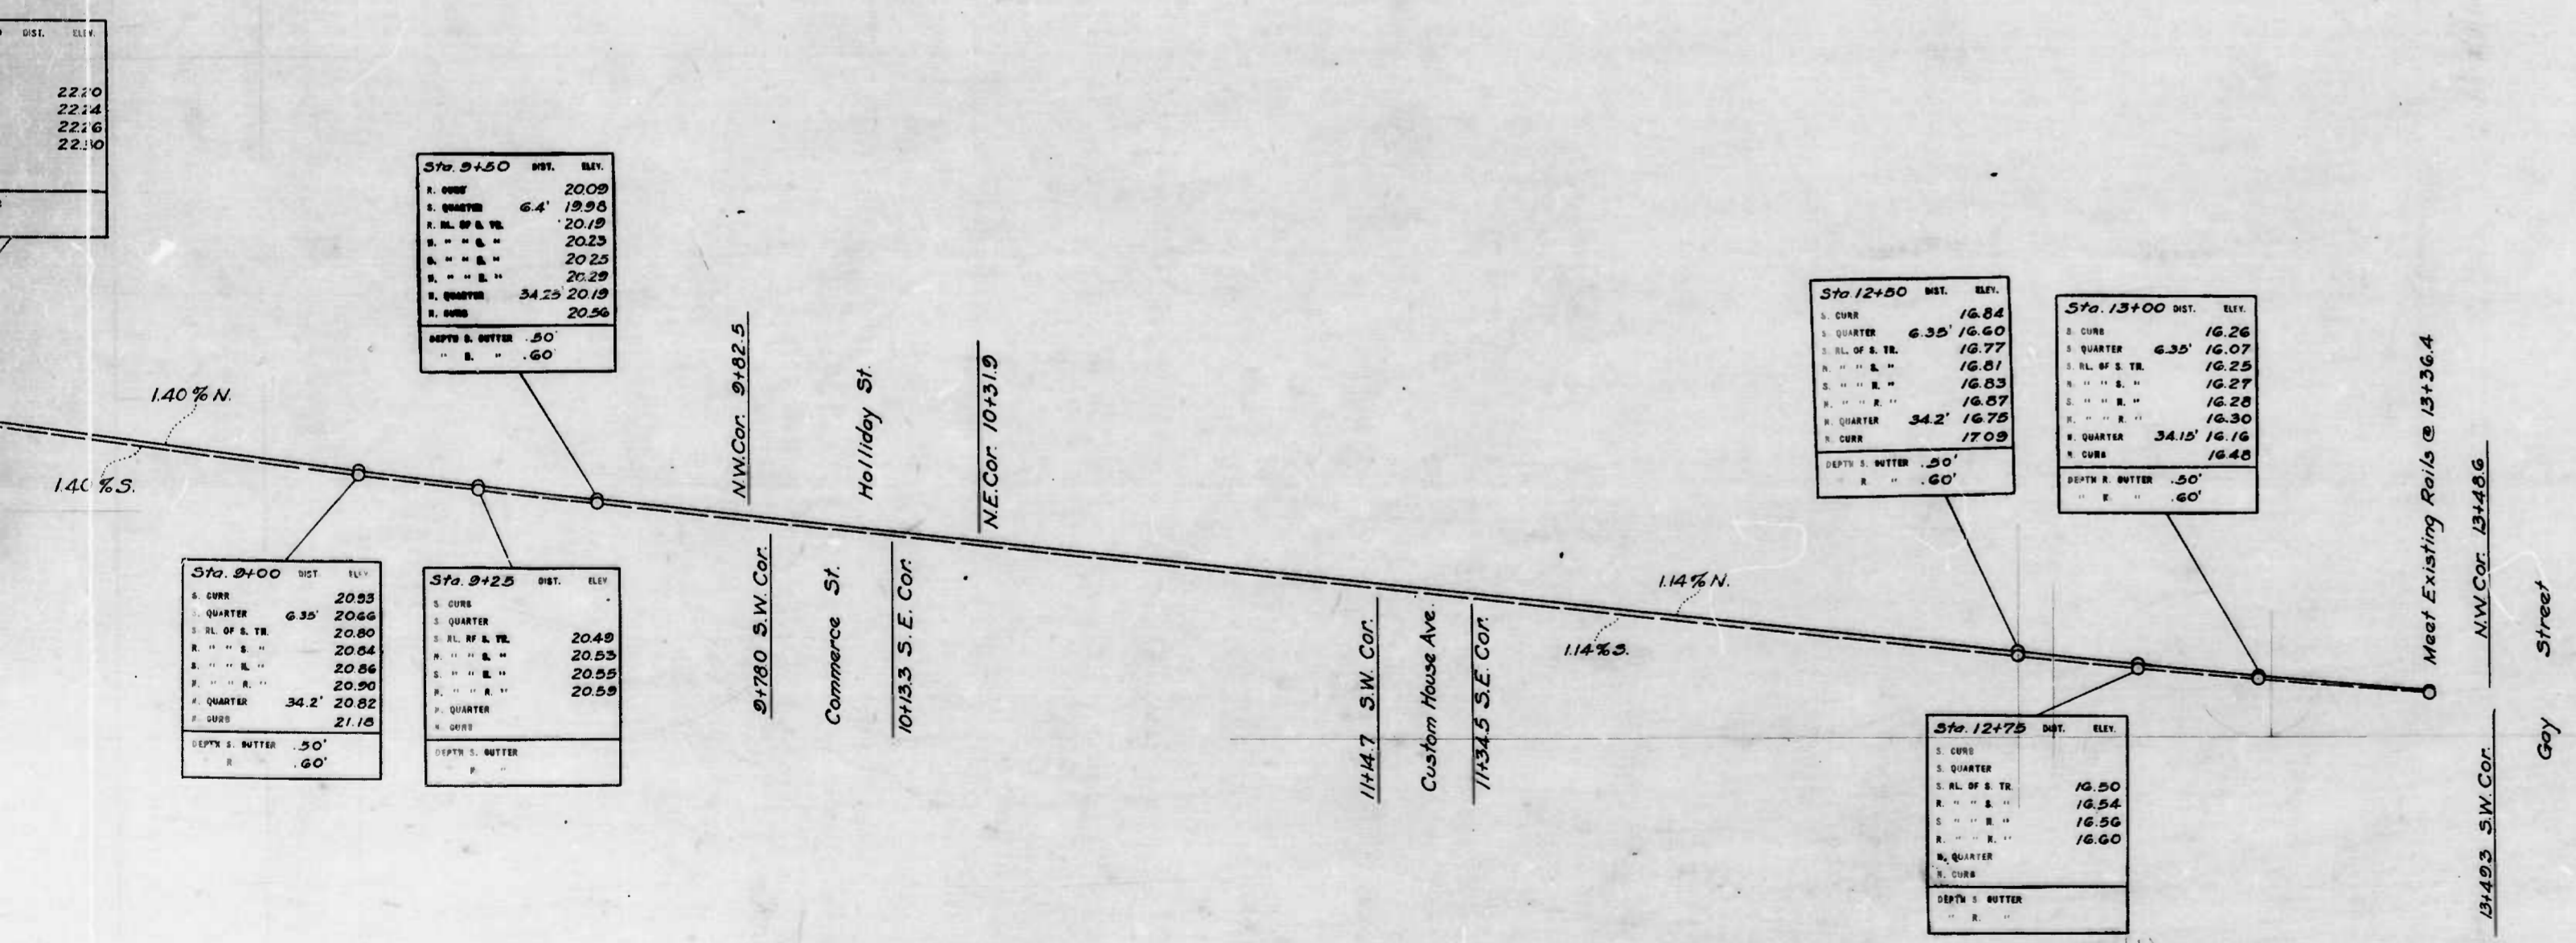 DIST. ELEV.
22.20
22.24
22.26
22.30
1.40 % N.
1.40 % S.
Sta. 9+50 DIST. ELEV.
R. CURB 20.09
S. QUARTER 6.4' 19.98
R. RL. OF S. TR. 20.19
N. " " S. " 20.23
S. " " N. " 20.25
N. " " N. " 20.29
N. QUARTER 34.25' 20.19
N. CURB 20.56
DEPTH S. GUTTER .50'
" " .60'
Sta. 9+00 DIST. ELEV.
S. CURB 20.93
S. QUARTER 6.35' 20.66
S. RL. OF S. TR. 20.80
N. " " S. " 20.84
S. " " N. " 20.86
N. " " N. " 20.90
N. QUARTER 34.2' 20.82
N. CURB 21.18
DEPTH S. GUTTER .50'
.60'
Sta. 9+25 DIST. ELEV.
S. CURB
S. QUARTER
S. RL. OF S. TR. 20.49
N. " " S. " 20.53
S. " " N. " 20.55
N. " " N. " 20.59
N. QUARTER
N. CURB
DEPTH S. GUTTER
N. "
N.W.Cor. 9+82.5
Holliday St.
N.E.Cor. 10+31.9
9+78.0 S.W. Cor.
Commerce St.
10+13.3 S.E. Cor.
11+14.7 S.W. Cor.
Custom House Ave.
11+34.5 S.E. Cor.
1.14 % N.
1.14 % S.
Sta. 12+50 DIST. ELEV.
S. CURB 16.84
S. QUARTER 6.35' 16.60
S. RL. OF S. TR. 16.77
N. " " S. " 16.81
S. " " N. " 16.83
N. " " N. " 16.87
N. QUARTER 34.2' 16.75
N. CURB 17.09
DEPTH S. GUTTER .50'
N. " .60'
Sta. 13+00 DIST. ELEV.
S. CURB 16.26
S. QUARTER 6.35' 16.07
S. RL. OF S. TR. 16.25
N. " " S. " 16.27
S. " " N. " 16.28
N. " " N. " 16.30
N. QUARTER 34.15' 16.16
N. CURB 16.48
DEPTH S. GUTTER .50'
" N. " .60'
Sta. 12+75 DIST. ELEV.
S. CURB
S. QUARTER
S. RL. OF S. TR. 16.50
N. " " S. " 16.54
S. " " N. " 16.56
N. " " N. " 16.60
N. QUARTER
N. CURB
DEPTH S. GUTTER
" N. "
Meet Existing Rails @ 13+36.4
N.W.Cor. 13+48.6
13+49.3 S.W. Cor.
Gay Street